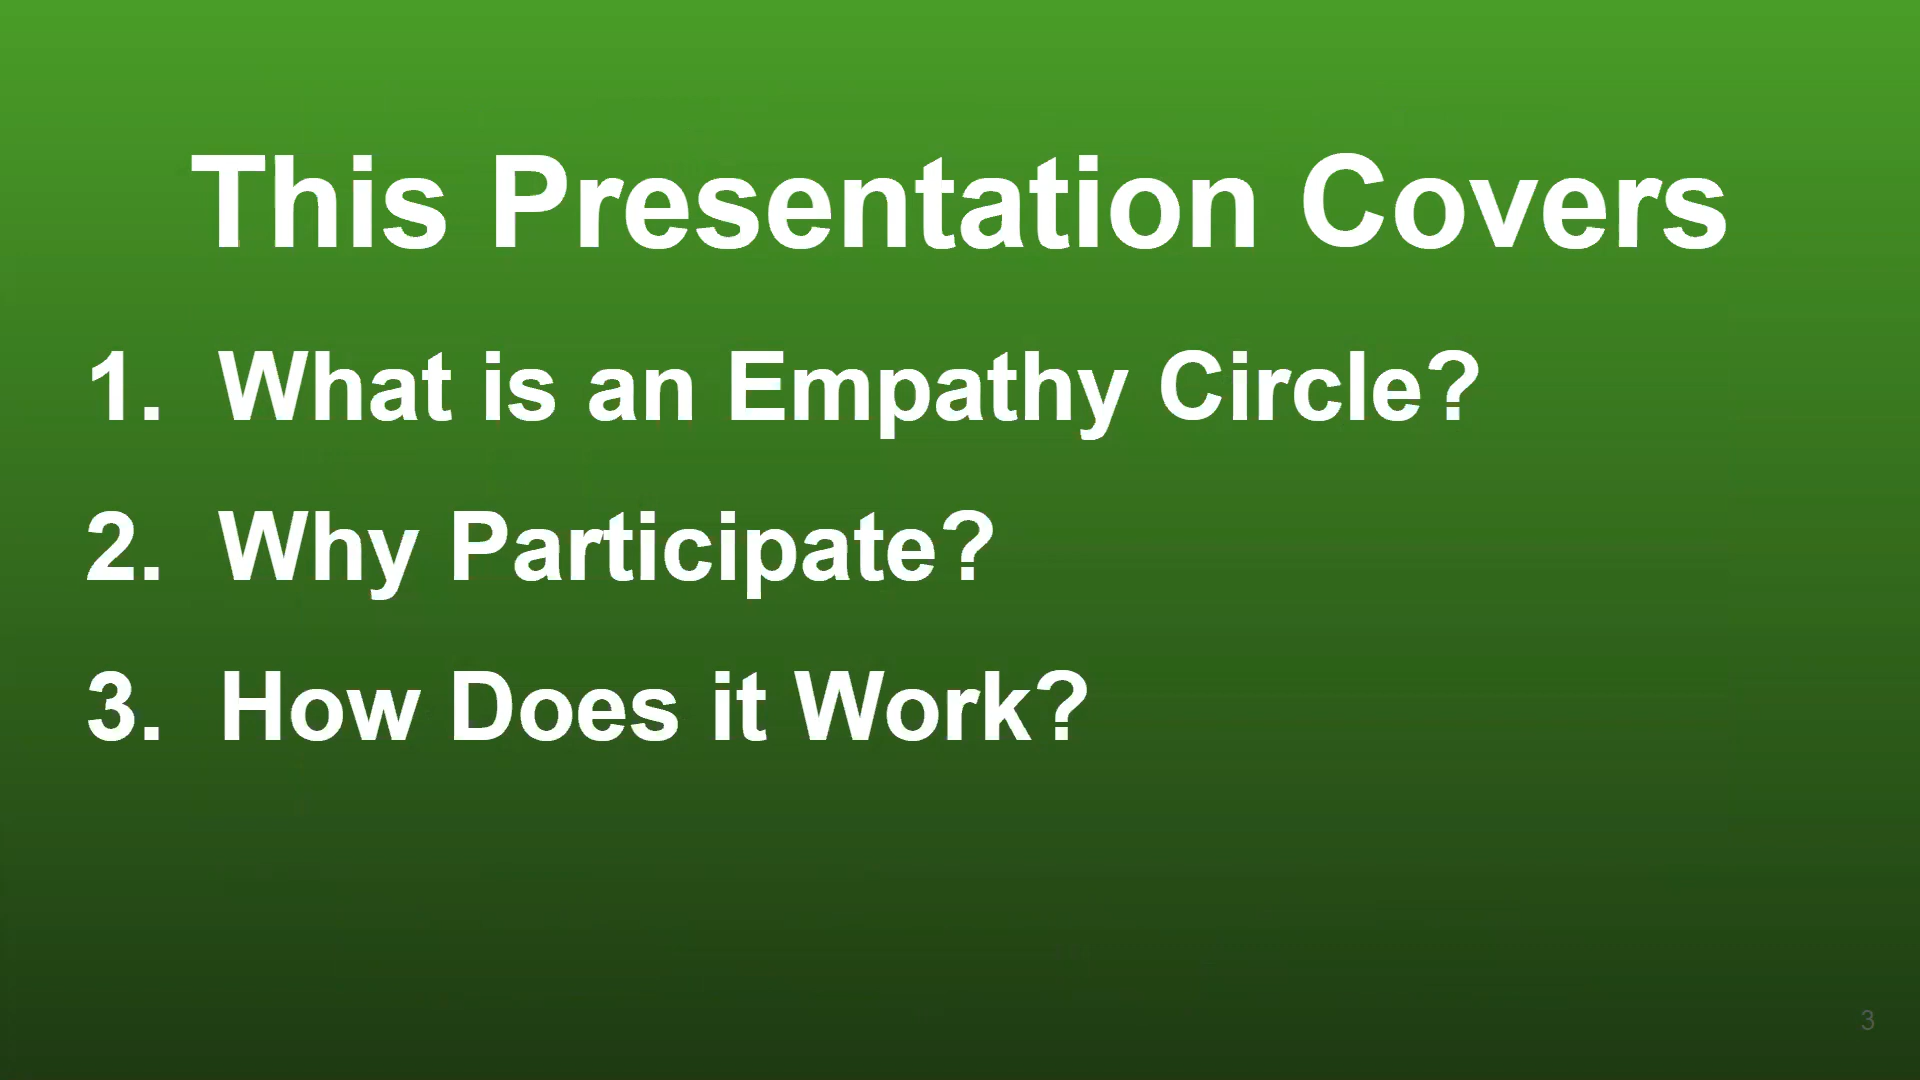 This Presentation Covers
1. What is an Empathy Circle?
2. Why Participate?
3. How Does it Work?
3